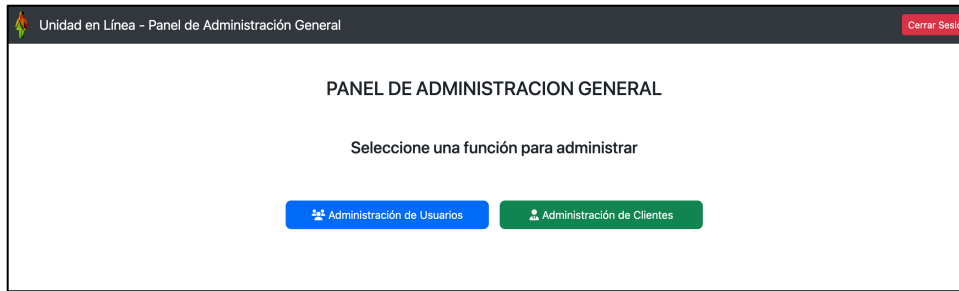 Unidad en Línea - Panel de Administración General
Cerrar Sesió
PANEL DE ADMINISTRACION GENERAL
Seleccione una función para administrar
Administración de Usuarios
Administración de Clientes